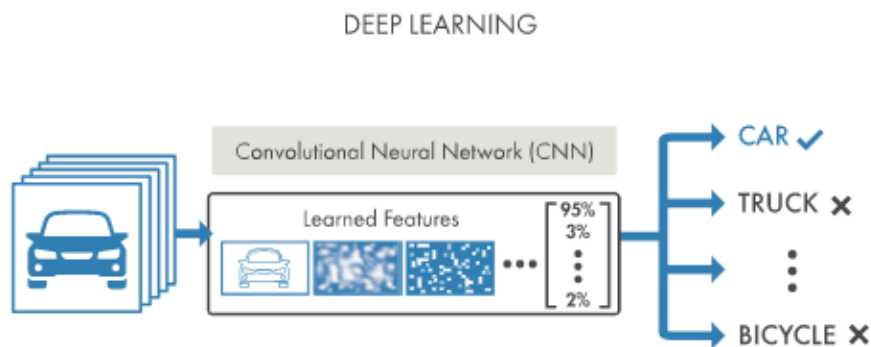 DEEP LEARNING
Convolutional Neural Network (CNN)
Learned Features
95%
3%
2%
CAR
TRUCK
BICYCLE